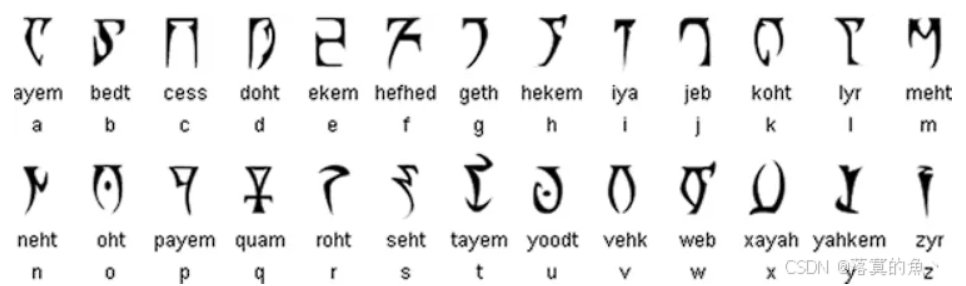 ayem bedt cess doht ekem hefhed geth hekem iya jeb koht lyr meht
a b c d e f g h i j k l m
neht oht payem quam roht seht tayem yoodt vehk web xayah yahkem zyr
n o p q r s t u v w x y z
CSDN @落寞的魚丶